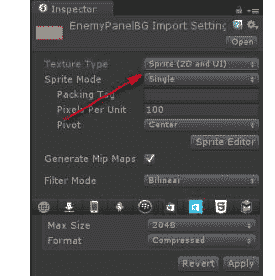 Inspector
EnemyPanelBG Import Setting
Open
Texture Type Sprite (2D and UI)
Sprite Mode Single
Packing Tag
Pixels Per Unit 100
Pivot Center
Sprite Editor
Generate Mip Maps
Filter Mode Bilinear
Max Size 2048
Format Compressed
Revert Apply